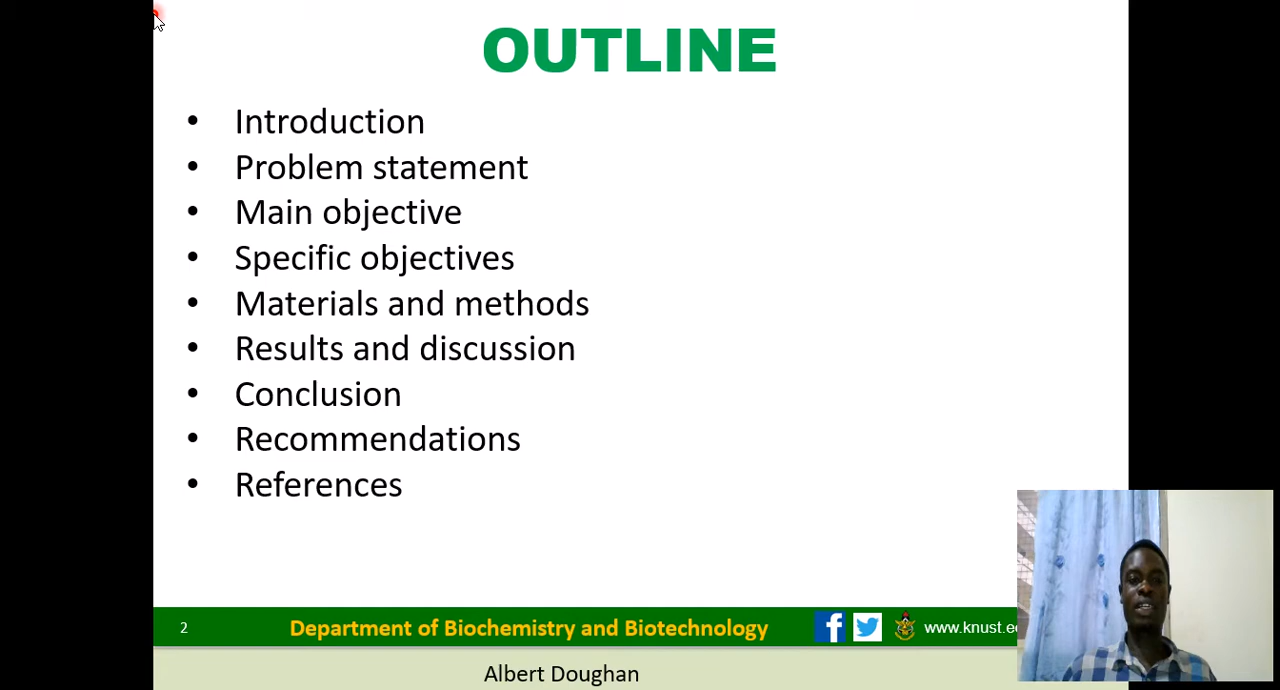 OUTLINE
• Introduction
• Problem statement
• Main objective
• Specific objectives
• Materials and methods
• Results and discussion
• Conclusion
• Recommendations
• References
2 Department of Biochemistry and Biotechnology f www.knust.e
Albert Doughan